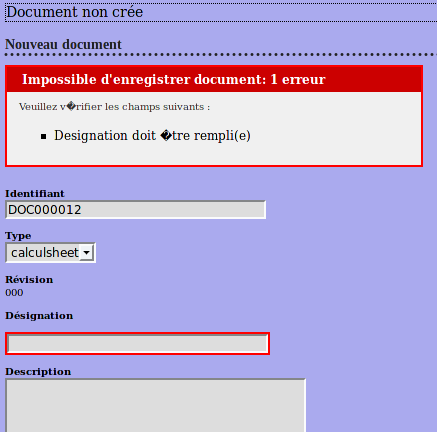 Document non crée
Nouveau document
Impossible d'enregistrer document: 1 erreur
Veuillez v�rifier les champs suivants :
Designation doit �tre rempli(e)
Identifiant
DOC000012
Type
calculsheet
Révision
000
Désignation
Description